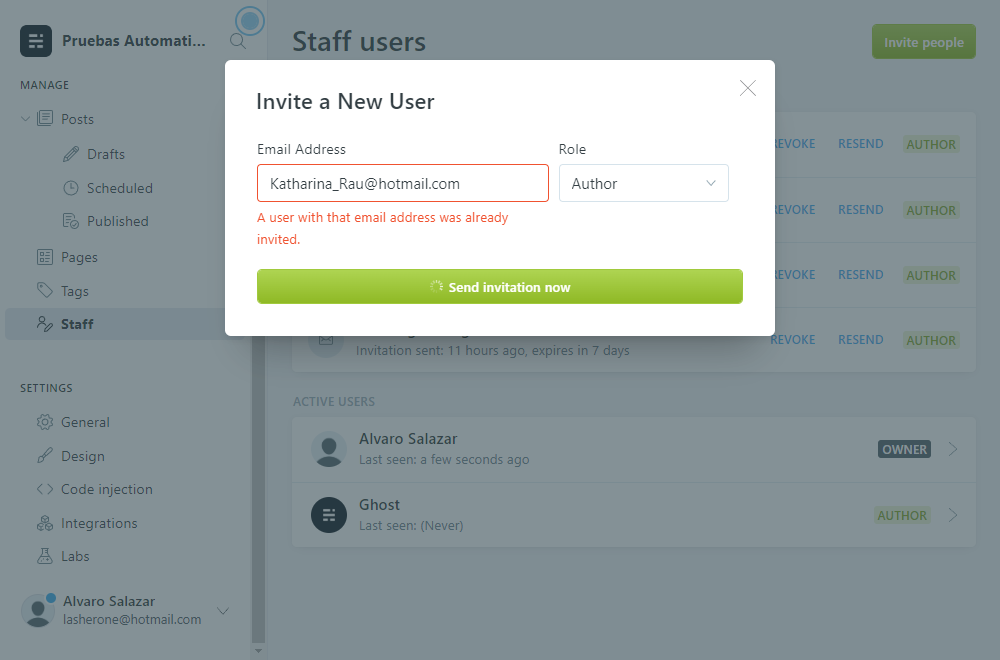 Pruebas Automati...
Staff users
Invite people
MANAGE
Posts
Drafts
Scheduled
Published
Pages
Tags
Staff
SETTINGS
General
Design
Code injection
Integrations
Labs
Alvaro Salazar
lasherone@hotmail.com
Invite a New User
Email Address
Role
Katharina_Rau@hotmail.com
Author
A user with that email address was already
invited.
Send invitation now
EVOKE RESEND AUTHOR
EVOKE RESEND AUTHOR
EVOKE RESEND AUTHOR
REVOKE RESEND AUTHOR
Invitation sent: 11 hours ago, expires in 7 days
ACTIVE USERS
Alvaro Salazar
Last seen: a few seconds ago
OWNER
Ghost
Last seen: (Never)
AUTHOR